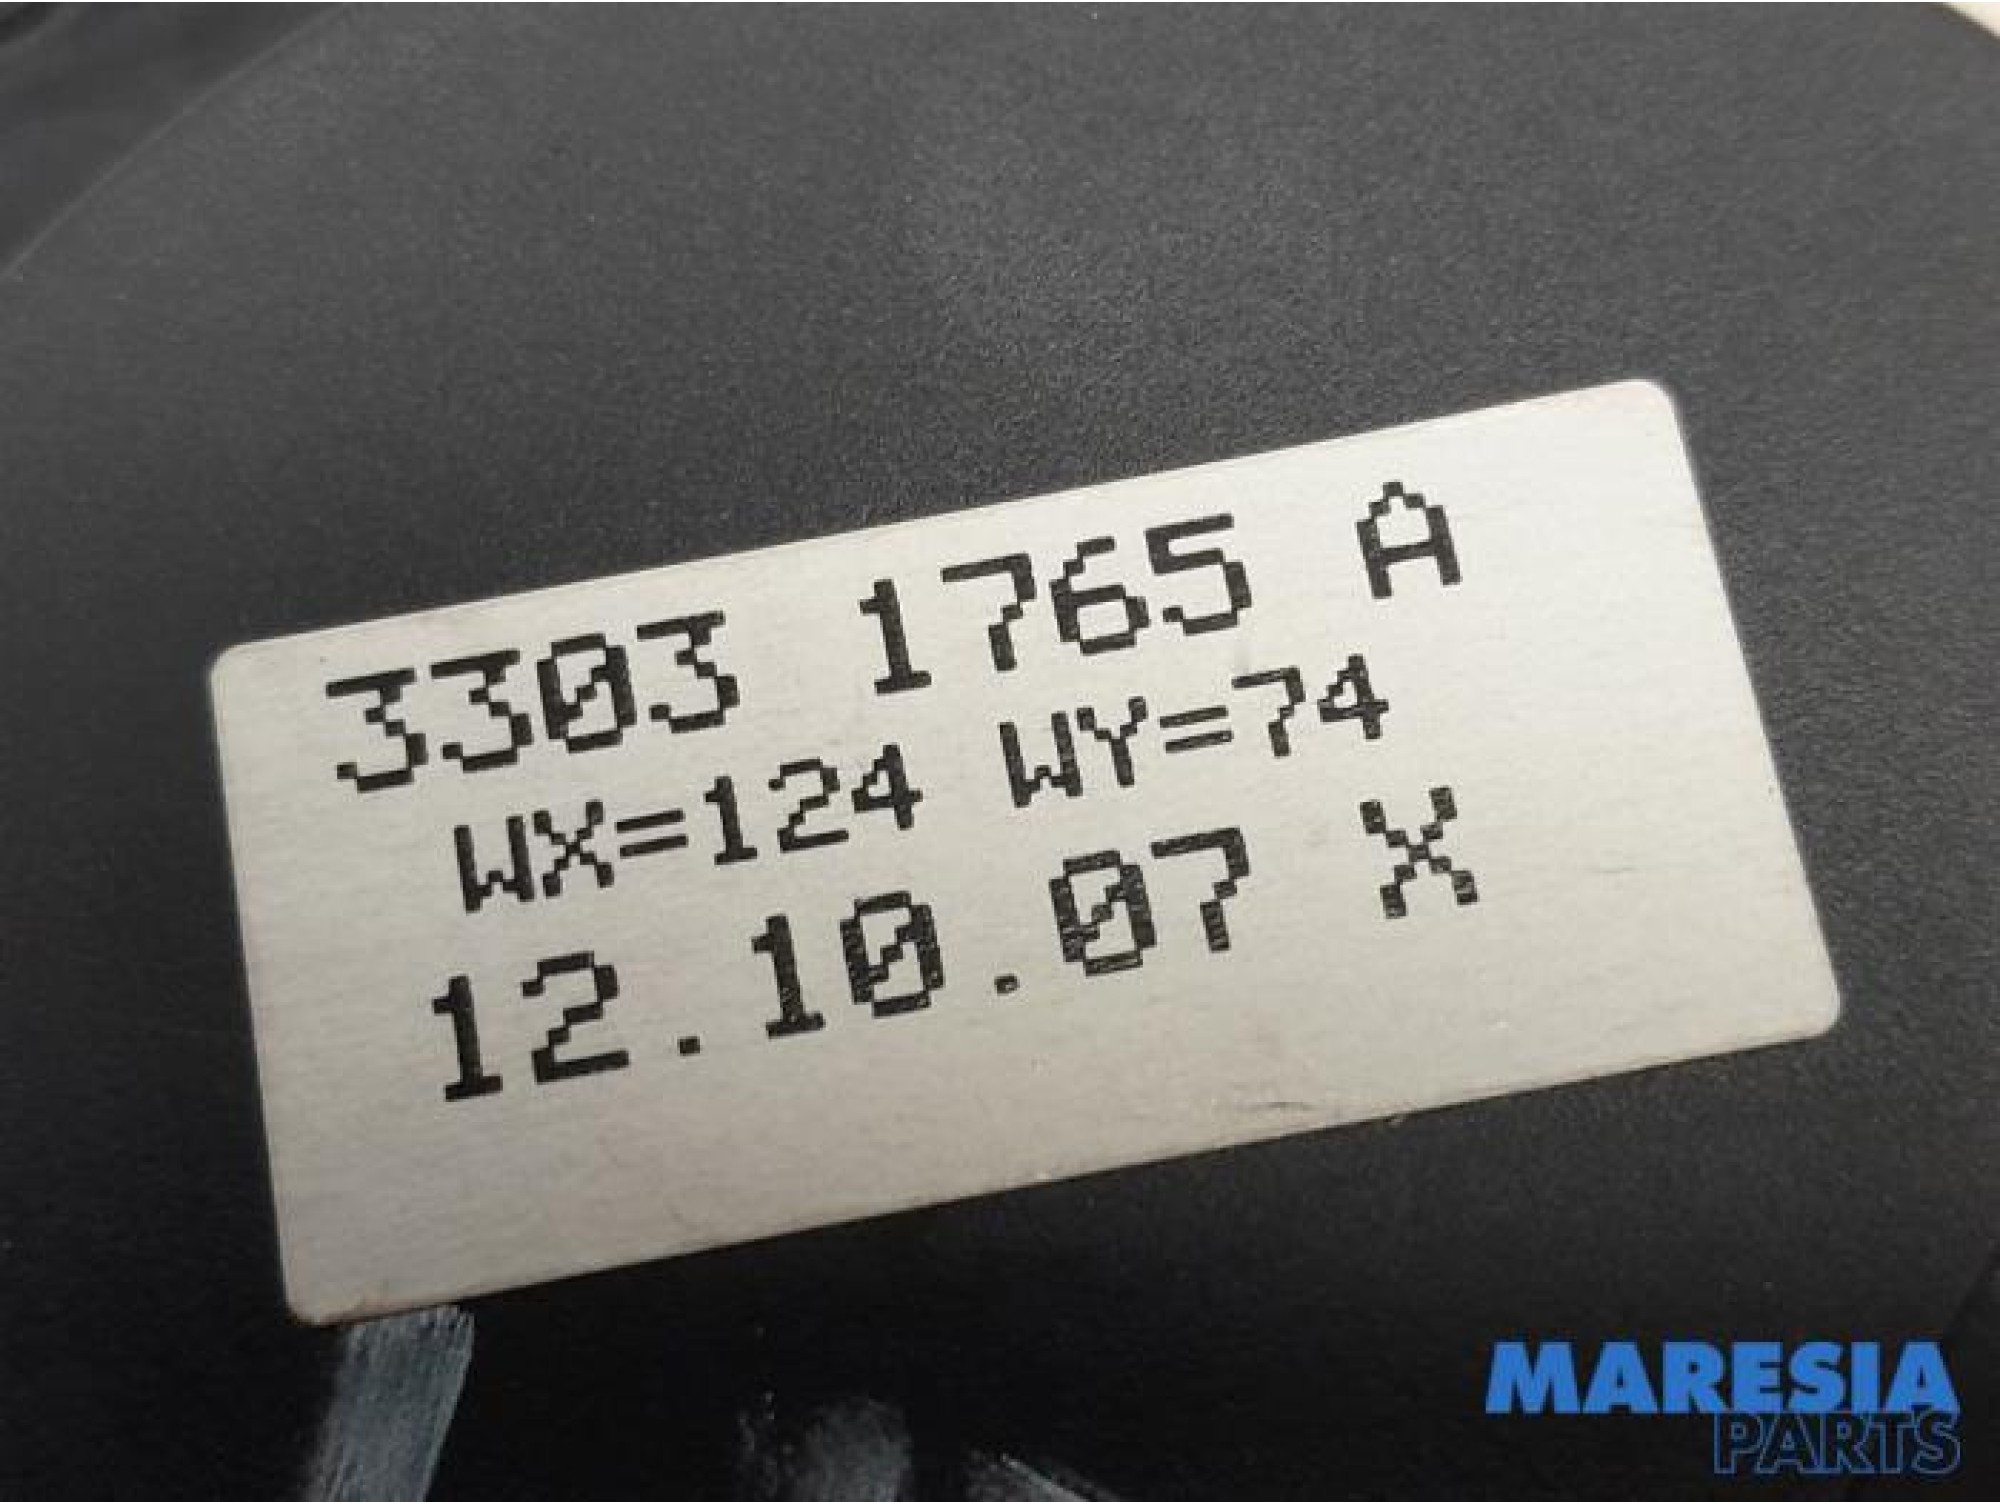 3303 1765 A
WX=124 WY=74
12.10.07 X
MARESIA
PARTS